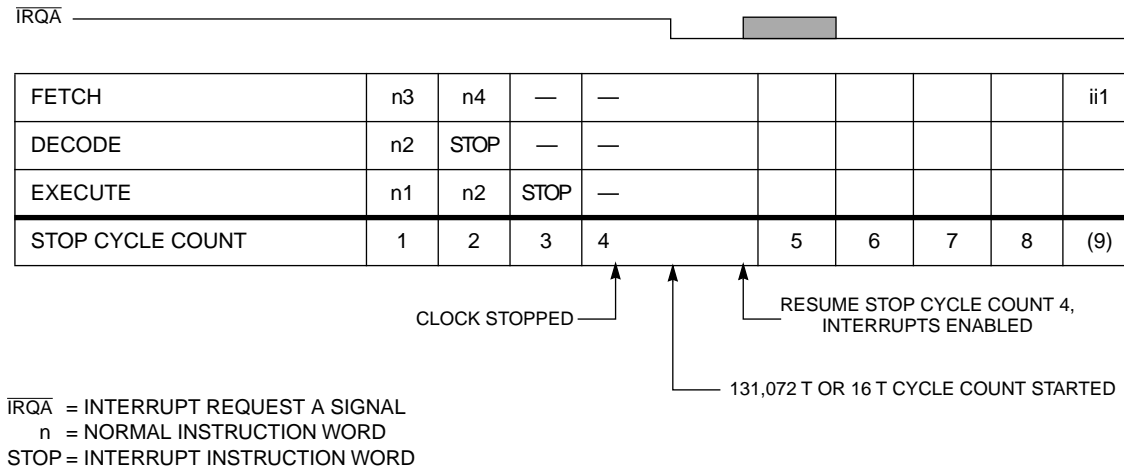 IRQA
FETCH n3 n4 — — ii1
DECODE n2 STOP — —
EXECUTE n1 n2 STOP —
STOP CYCLE COUNT 1 2 3 4 5 6 7 8 (9)
CLOCK STOPPED
RESUME STOP CYCLE COUNT 4,
INTERRUPTS ENABLED
131,072 T OR 16 T CYCLE COUNT STARTED
IRQA = INTERRUPT REQUEST A SIGNAL
n = NORMAL INSTRUCTION WORD
STOP = INTERRUPT INSTRUCTION WORD